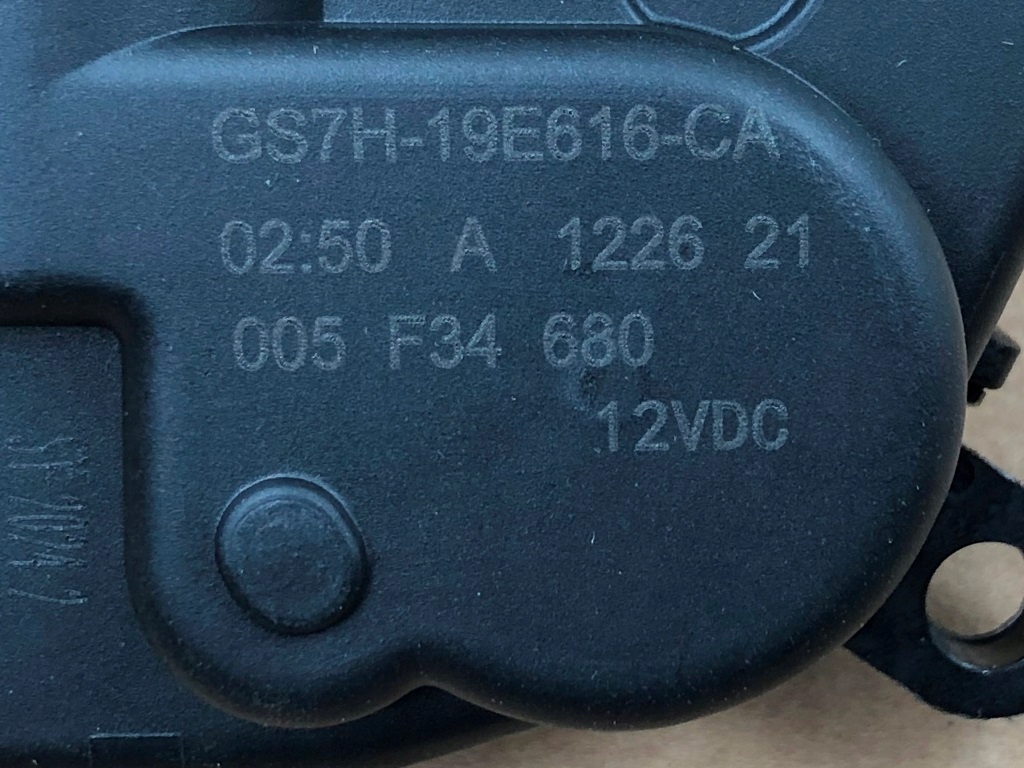 GS7H-19E616-CA
02:50 A 1226 21
005 F34 680
12VDC